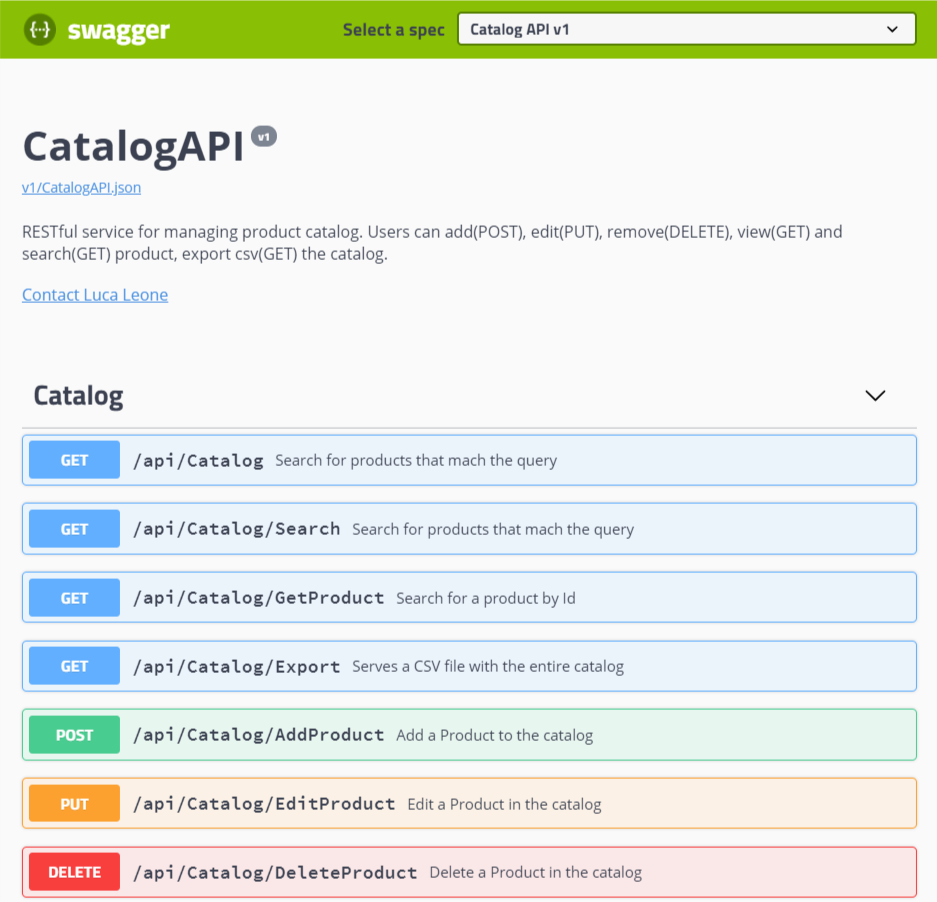 {··} swagger Select a spec Catalog API v1
CatalogAPI v1
v1/CatalogAPI.json
RESTful service for managing product catalog. Users can add(POST), edit(PUT), remove(DELETE), view(GET) and
search(GET) product, export csv(GET) the catalog.
Contact Luca Leone
Catalog
GET /api/Catalog Search for products that mach the query
GET /api/Catalog/Search Search for products that mach the query
GET /api/Catalog/GetProduct Search for a product by Id
GET /api/Catalog/Export Serves a CSV file with the entire catalog
POST /api/Catalog/AddProduct Add a Product to the catalog
PUT /api/Catalog/EditProduct Edit a Product in the catalog
DELETE /api/Catalog/DeleteProduct Delete a Product in the catalog